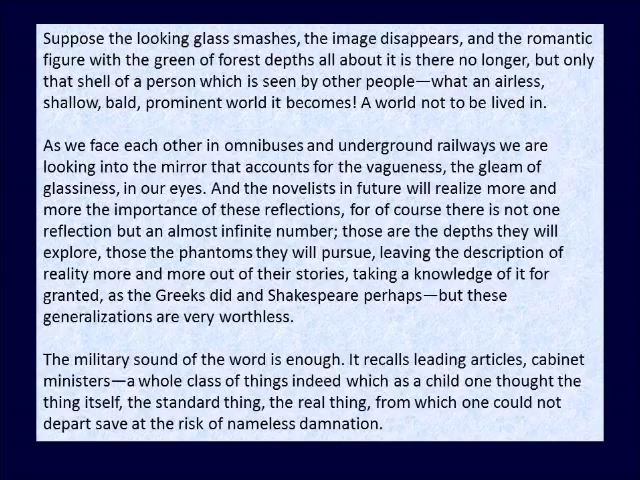 Suppose the looking glass smashes, the image disappears, and the romantic
figure with the green of forest depths all about it is there no longer, but only
that shell of a person which is seen by other people—what an airless,
shallow, bald, prominent world it becomes! A world not to be lived in.
As we face each other in omnibuses and underground railways we are
looking into the mirror that accounts for the vagueness, the gleam of
glassiness, in our eyes. And the novelists in future will realize more and
more the importance of these reflections, for of course there is not one
reflection but an almost infinite number; those are the depths they will
explore, those the phantoms they will pursue, leaving the description of
reality more and more out of their stories, taking a knowledge of it for
granted, as the Greeks did and Shakespeare perhaps—but these
generalizations are very worthless.
The military sound of the word is enough. It recalls leading articles, cabinet
ministers—a whole class of things indeed which as a child one thought the
thing itself, the standard thing, the real thing, from which one could not
depart save at the risk of nameless damnation.